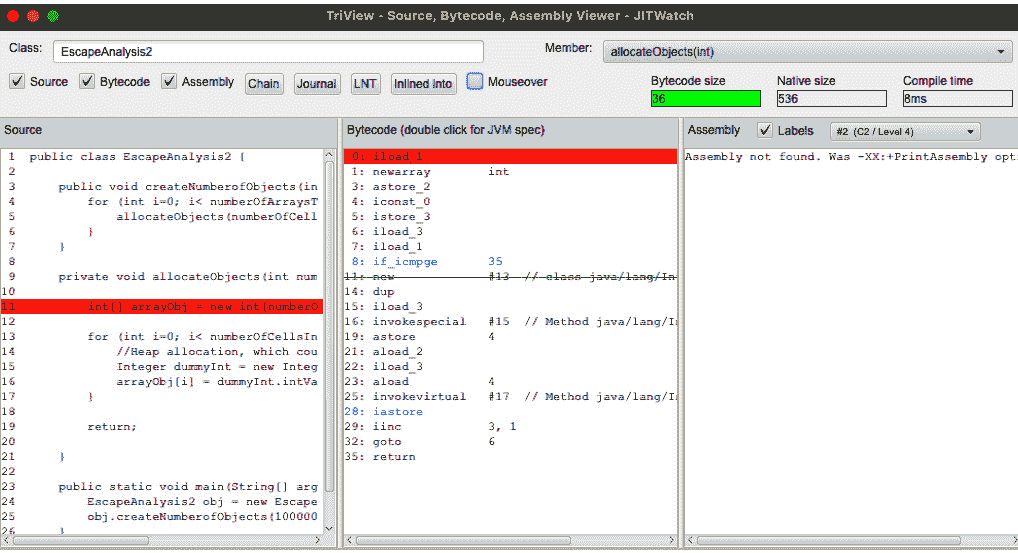 TriView - Source, Bytecode, Assembly Viewer - JITWatch
Class: EscapeAnalysis2 Member: allocateObjects(int)
Source Bytecode Assembly Chain Journal LNT Inlined into Mouseover
Bytecode size Native size Compile time
36 536 8ms
Source
1 public class EscapeAnalysis2 {
2
3 public void createNumberofObjects(in
4 for (int i=0; i< numberOfArraysT
5 allocateObjects(numberOfCell
6 }
7 }
8
9 private void allocateObjects(int num
10
11 int[] arrayObj = new int[numberO
12
13 for (int i=0; i< numberOfCellsIn
14 //Heap allocation, which cou
15 Integer dummyInt = new Integ
16 arrayObj[i] = dummyInt.intVa
17 }
18
19 return;
20
21 }
22
23 public static void main(String[] arg
24 EscapeAnalysis2 obj = new Escape
25 obj.createNumberofObjects(100000
26 }
Bytecode (double click for JVM spec)
0: iload_1
1: newarray int
3: astore_2
4: iconst_0
5: istore_3
6: iload_3
7: iload_1
8: if_icmpge 35
11: new #13 // class java/lang/In
14: dup
15: iload_3
16: invokespecial #15 // Method java/lang/I
19: astore 4
21: aload_2
22: iload_3
23: aload 4
25: invokevirtual #17 // Method java/lang/I
28: iastore
29: iinc 3, 1
32: goto 6
35: return
Assembly Labels #2 (C2 / Level 4)
Assembly not found. Was -XX:+PrintAssembly opt